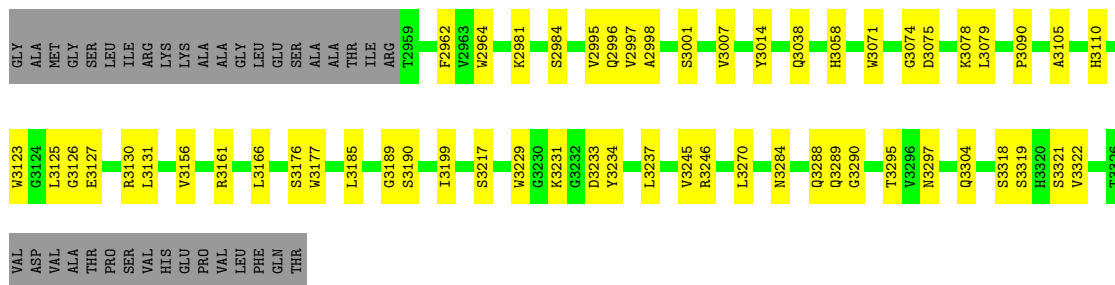 GLY ALA MET GLY SER LEU ILE ARG LYS LYS ALA ALA GLY LEU GLU SER ALA ALA THR ILE ARG T2959 F2962 V2963 W2964 K2981 S2984 V2995 Q2996 V2997 A2998 S3001 V3007 Y3014 Q3038 H3058 W3071 G3074 D3075 K3078 L3079 P3090 A3105 H3110
W3123 G3124 L3125 G3126 E3127 R3130 L3131 V3156 R3161 L3166 S3176 W3177 L3185 G3189 S3190 I3199 S3217 W3229 G3230 K3231 G3232 D3233 Y3234 L3237 V3245 R3246 L3270 N3284 Q3288 Q3289 G3290 T3295 V3296 N3297 Q3304 S3318 S3319 H3320 S3321 V3322 T3326
VAL ASP VAL ALA THR PRO SER VAL HIS GLU PRO VAL LEU PHE GLN THR